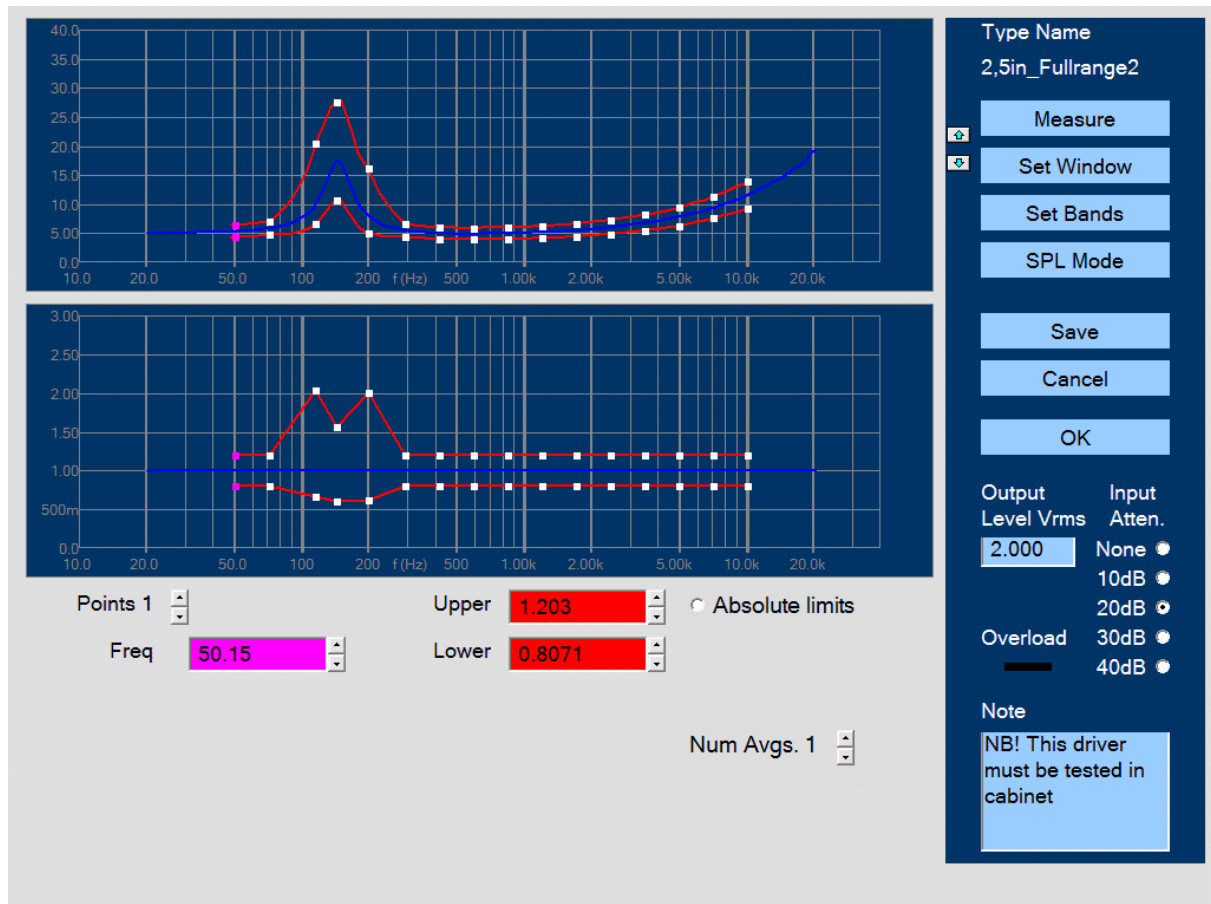 40.0
35.0
30.0
25.0
20.0
15.0
10.0
5.00
0.0
10.0 20.0 50.0 100 200 f (Hz) 500 1.00k 2.00k 5.00k 10.0k 20.0k
3.00
2.50
2.00
1.50
1.00
500m
0.0
10.0 20.0 50.0 100 200 f (Hz) 500 1.00k 2.00k 5.00k 10.0k 20.0k
Points 1
Freq 50.15
Upper 1.203
Lower 0.8071
Absolute limits
Num Avgs. 1
Type Name
2,5in_Fullrange2
Measure
Set Window
Set Bands
SPL Mode
Save
Cancel
OK
Output
Level Vrms
2.000
Overload
Input
Atten.
None
10dB
20dB
30dB
40dB
Note
NB! This driver
must be tested in
cabinet